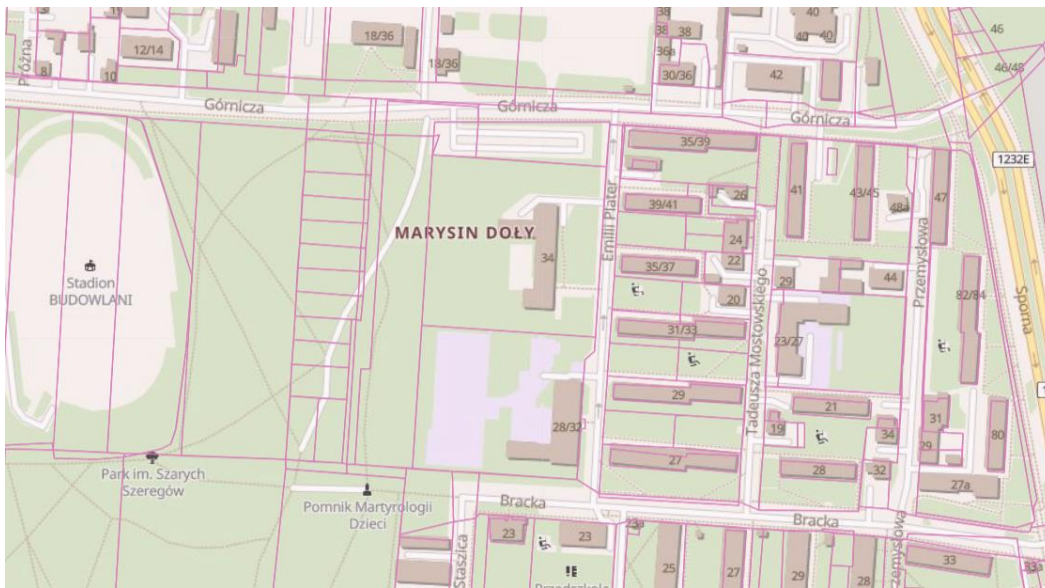 46
40
38
18/36
38
38
40
40
12/14
36a
46/48
Próżna
8
10
18/36
30/36
42
Górnicza
Górnicza
Górnicza
35/39
1232E
41
43/45
47
26
39/41
48a
MARYSIN DOŁY
24
Emilii Plater
34
22
35/37
29
44
Przemysłowa
82/84
Stadion
BUDOWLANI
20
Sporna
31/33
23/27
Tadeusza Mostowskiego
29
21
28/32
19
34
31
80
29
27
28
32
Park im. Szarych
Szeregów
27a
Pomnik Martyrologii
Dzieci
Bracka
Bracka
23a
23
23
Staszica
25
27
29
28
33
33a
Przedszkole